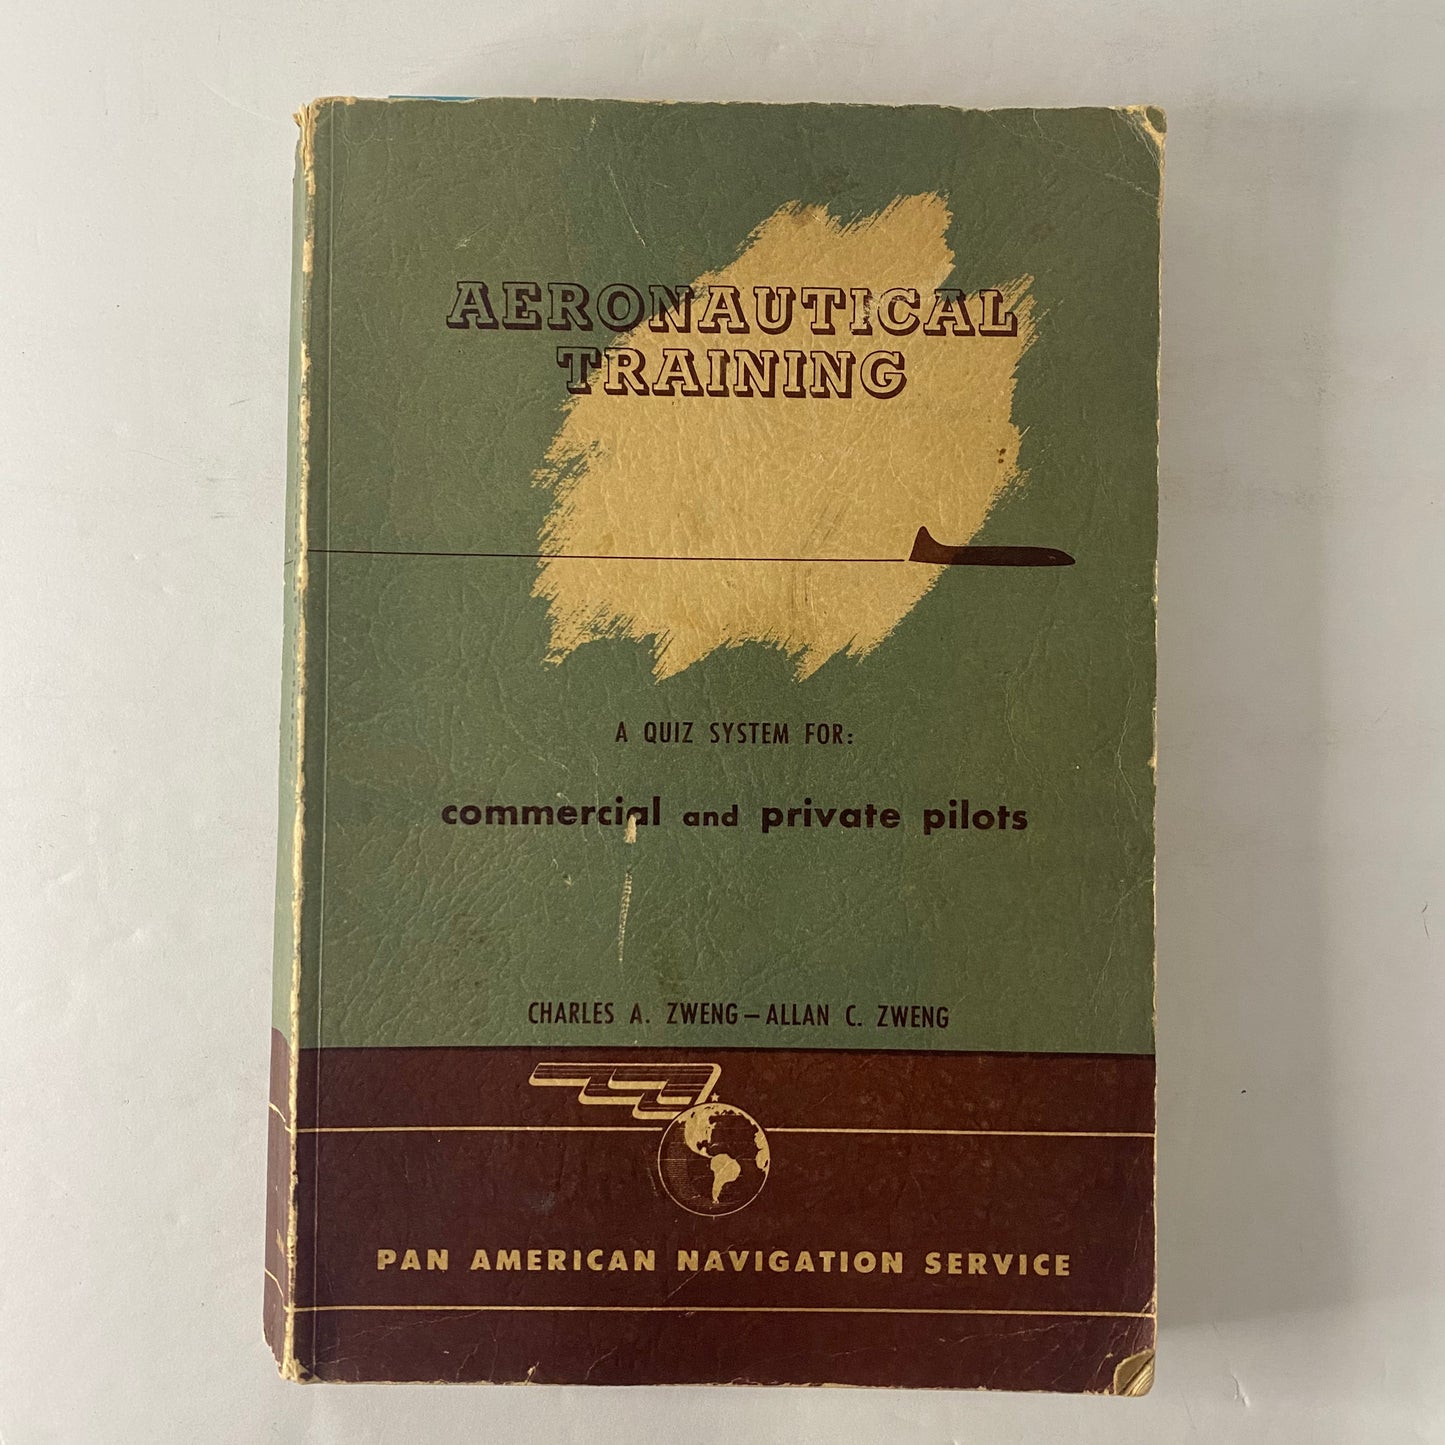 AERONAUTICAL
TRAINING
A QUIZ SYSTEM FOR:
commercial and private pilots
CHARLES A. ZWENG — ALLAN C. ZWENG
PAN AMERICAN NAVIGATION SERVICE